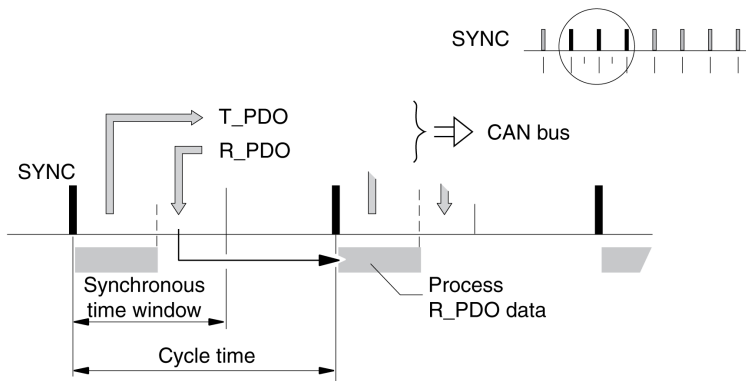 SYNC
T_PDO
R_PDO
CAN bus
SYNC
Synchronous
time window
Process
R_PDO data
Cycle time